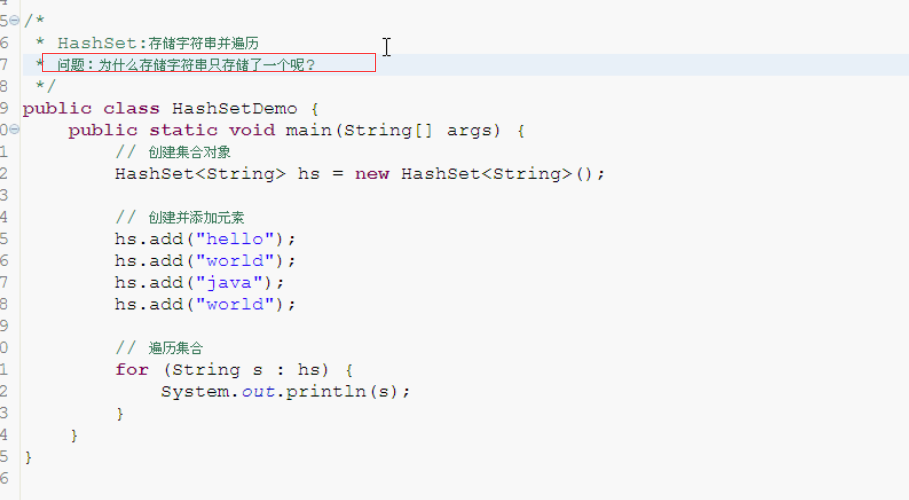 5 /*
6  * HashSet:存储字符串并遍历
7  * 问题：为什么存储字符串只存储了一个呢？
8  */
9 public class HashSetDemo {
0     public static void main(String[] args) {
1         // 创建集合对象
2         HashSet<String> hs = new HashSet<String>();
3
4         // 创建并添加元素
5         hs.add("hello");
6         hs.add("world");
7         hs.add("java");
8         hs.add("world");
9
0         // 遍历集合
1         for (String s : hs) {
2             System.out.println(s);
3         }
4     }
5 }
6